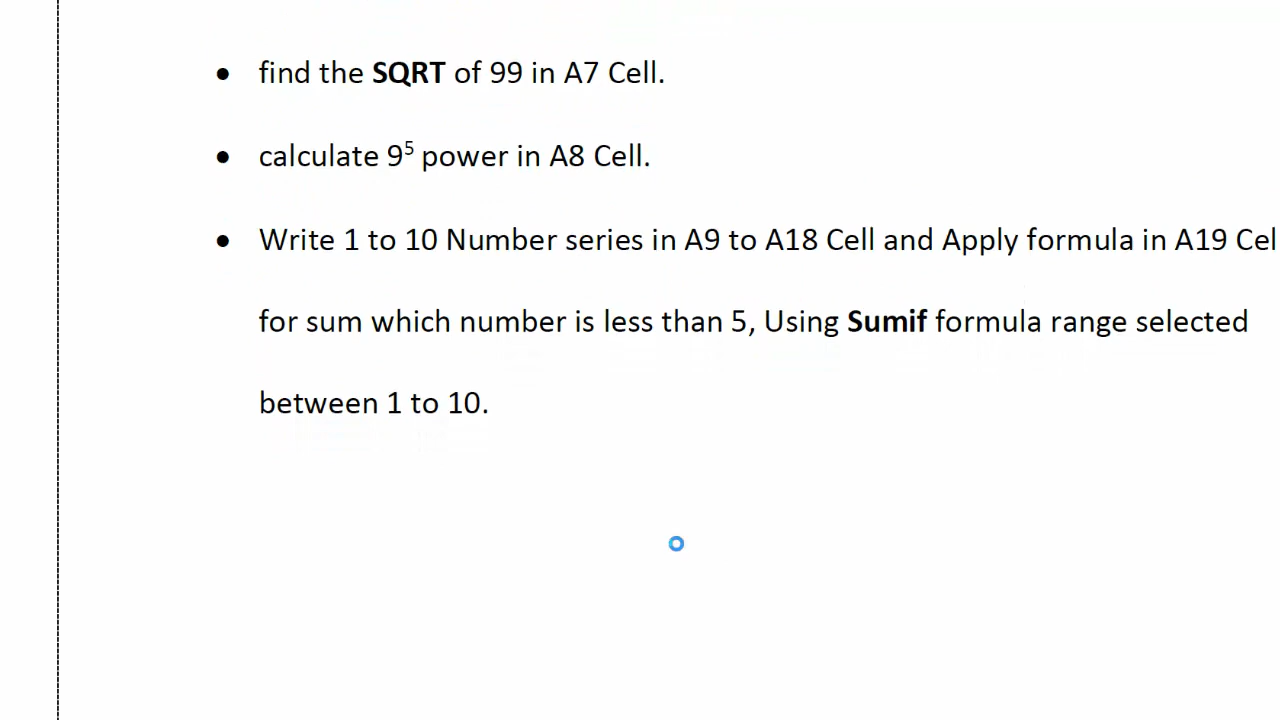 • find the SQRT of 99 in A7 Cell.
• calculate 9⁵ power in A8 Cell.
• Write 1 to 10 Number series in A9 to A18 Cell and Apply formula in A19 Cel
for sum which number is less than 5, Using Sumif formula range selected
between 1 to 10.